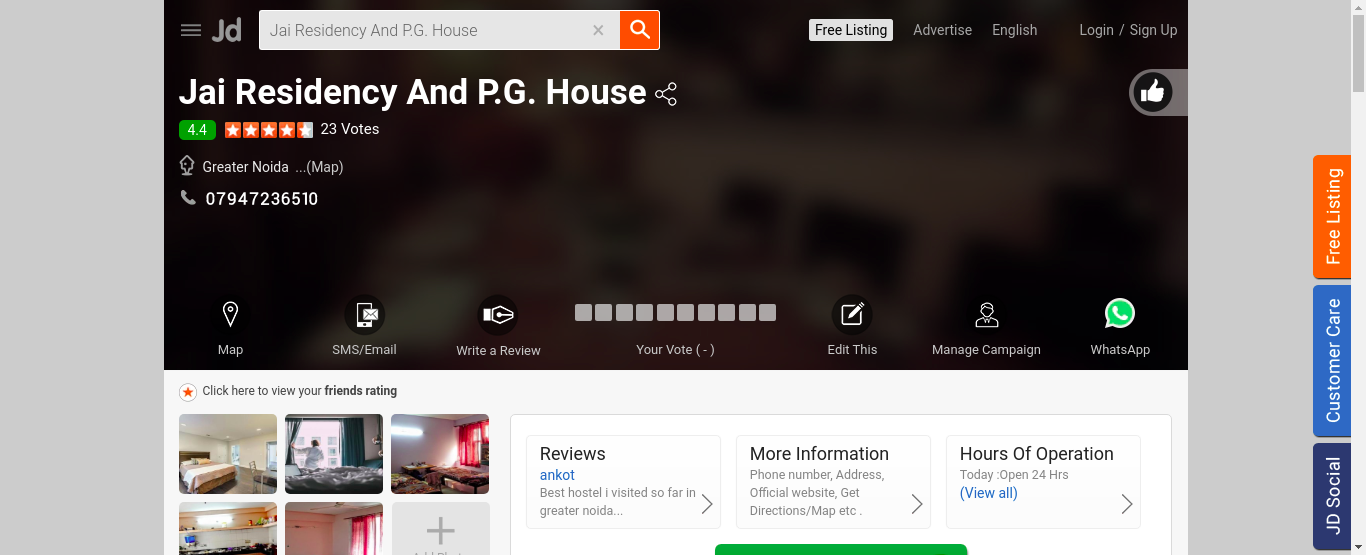 Jd
Jai Residency And P.G. House
Free Listing
Advertise
English
Login / Sign Up
Jai Residency And P.G. House
4.4
23 Votes
Greater Noida ...(Map)
07947236510
Map
SMS/Email
Write a Review
Your Vote ( - )
Edit This
Manage Campaign
WhatsApp
Click here to view your friends rating
Reviews
ankot
Best hostel i visited so far in
greater noida...
More Information
Phone number, Address,
Official website, Get
Directions/Map etc .
Hours Of Operation
Today :Open 24 Hrs
(View all)
Free Listing
Customer Care
JD Social